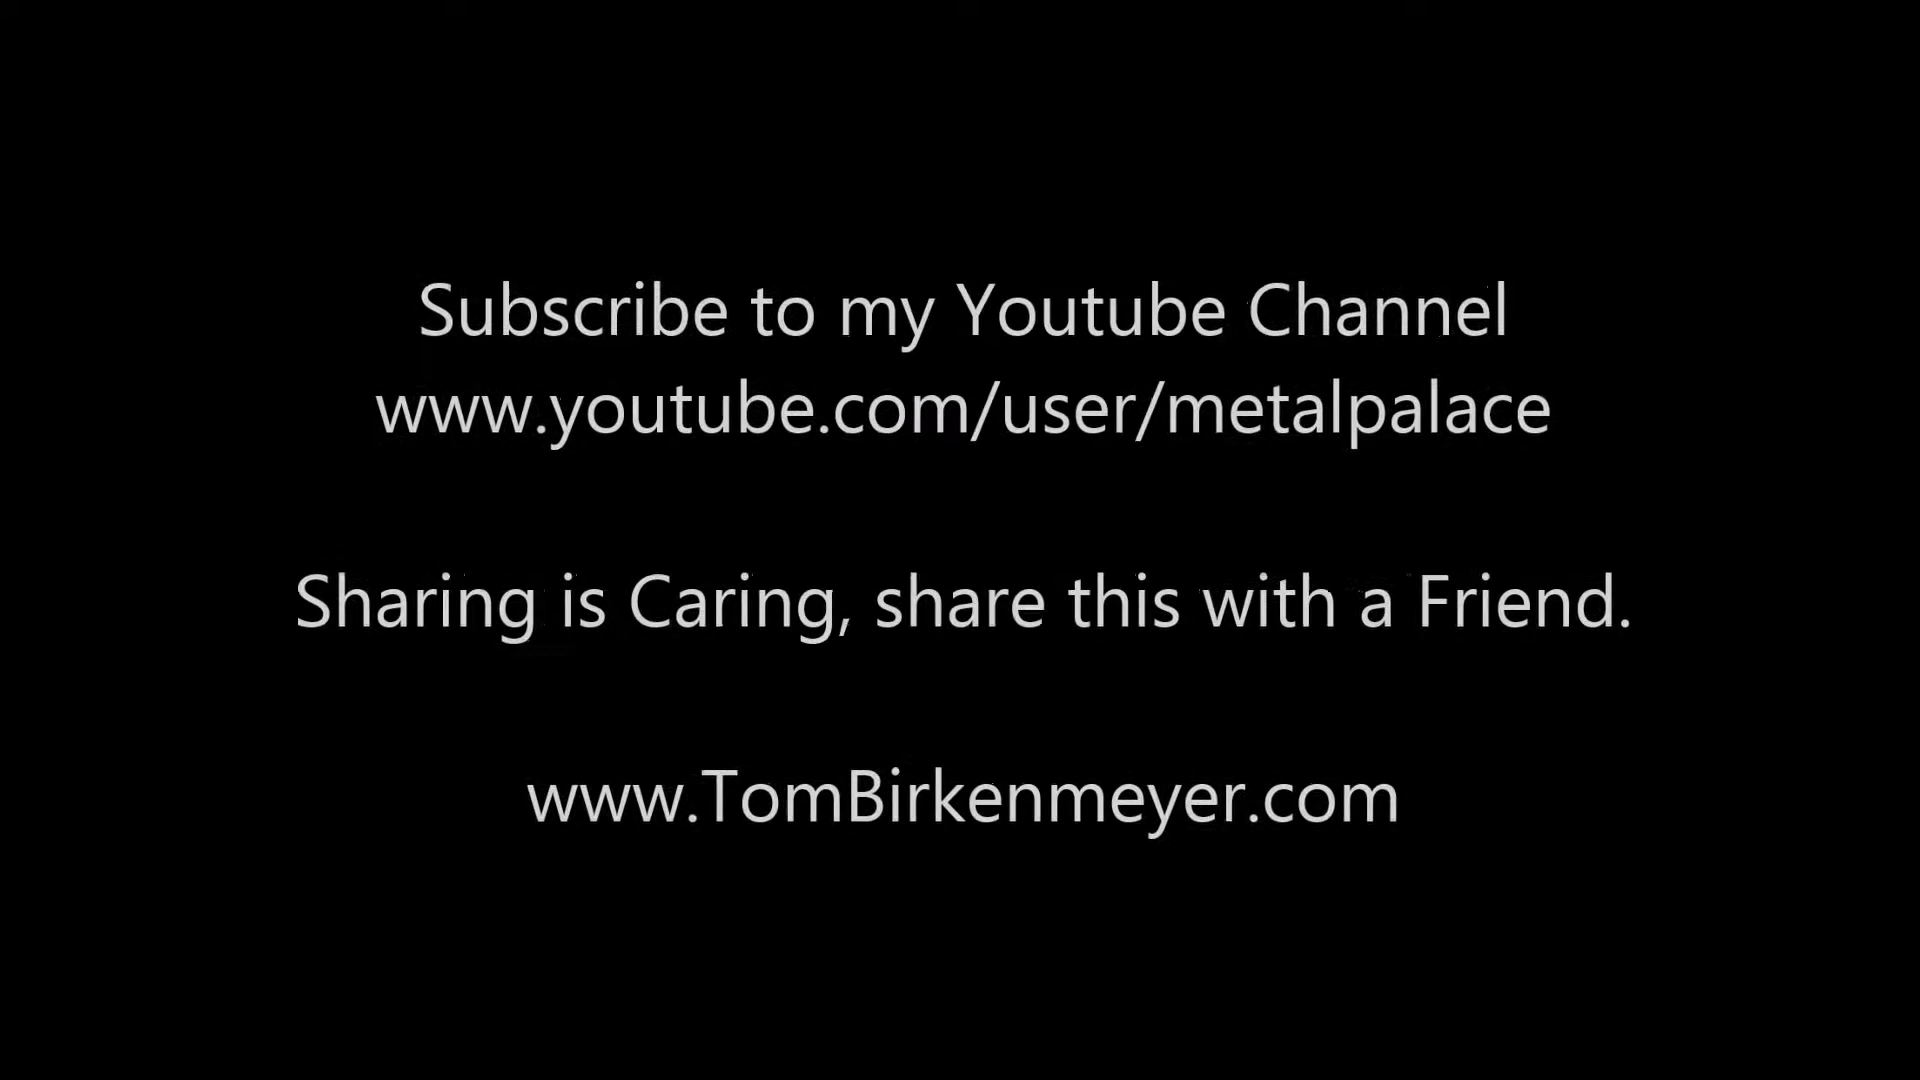 Subscribe to my Youtube Channel
www.youtube.com/user/metalpalace
Sharing is Caring, share this with a Friend.
www.TomBirkenmeyer.com